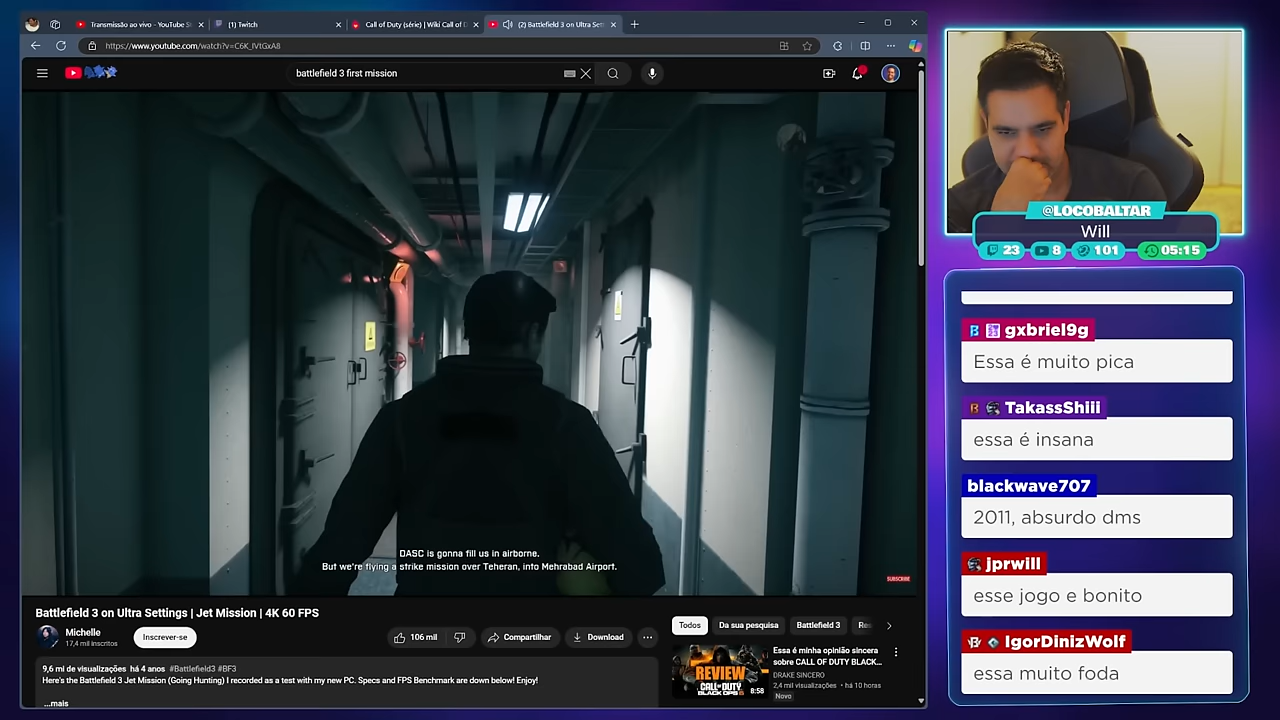 Transmissão ao vivo - YouTube S
(1) Twitch
Call of Duty (série) | Wiki Call of D
(2) Battlefield 3 on Ultra Set
https://www.youtube.com/watch?v=C6K_IVtGxA8
battlefield 3 first mission
DASC is gonna fill us in airborne.
But we're flying a strike mission over Teheran, into Mehrabad Airport.
SUBSCRIBE
Battlefield 3 on Ultra Settings | Jet Mission | 4K 60 FPS
Michelle
17,4 mil inscritos
Inscrever-se
106 mil
Compartilhar
Download
9,6 mi de visualizações há 4 anos #Battlefield3 #BF3
Here's the Battlefield 3 Jet Mission (Going Hunting) I recorded as a test with my new PC. Specs and FPS Benchmark are down below! Enjoy!
...mais
Todos
Da sua pesquisa
Battlefield 3
REVIEW
CALL OF DUTY
BLACK OPS 6
8:58
Essa é minha opinião sincera
sobre CALL OF DUTY BLACK...
DRAKE SINCERO
2,4 mil visualizações • há 10 horas
Novo
@LOCOBALTAR
Will
23
8
101
05:15
gxbriel9g
Essa é muito pica
TakassShiii
essa é insana
blackwave707
2011, absurdo dms
jprwill
esse jogo e bonito
IgorDinizWolf
essa muito foda